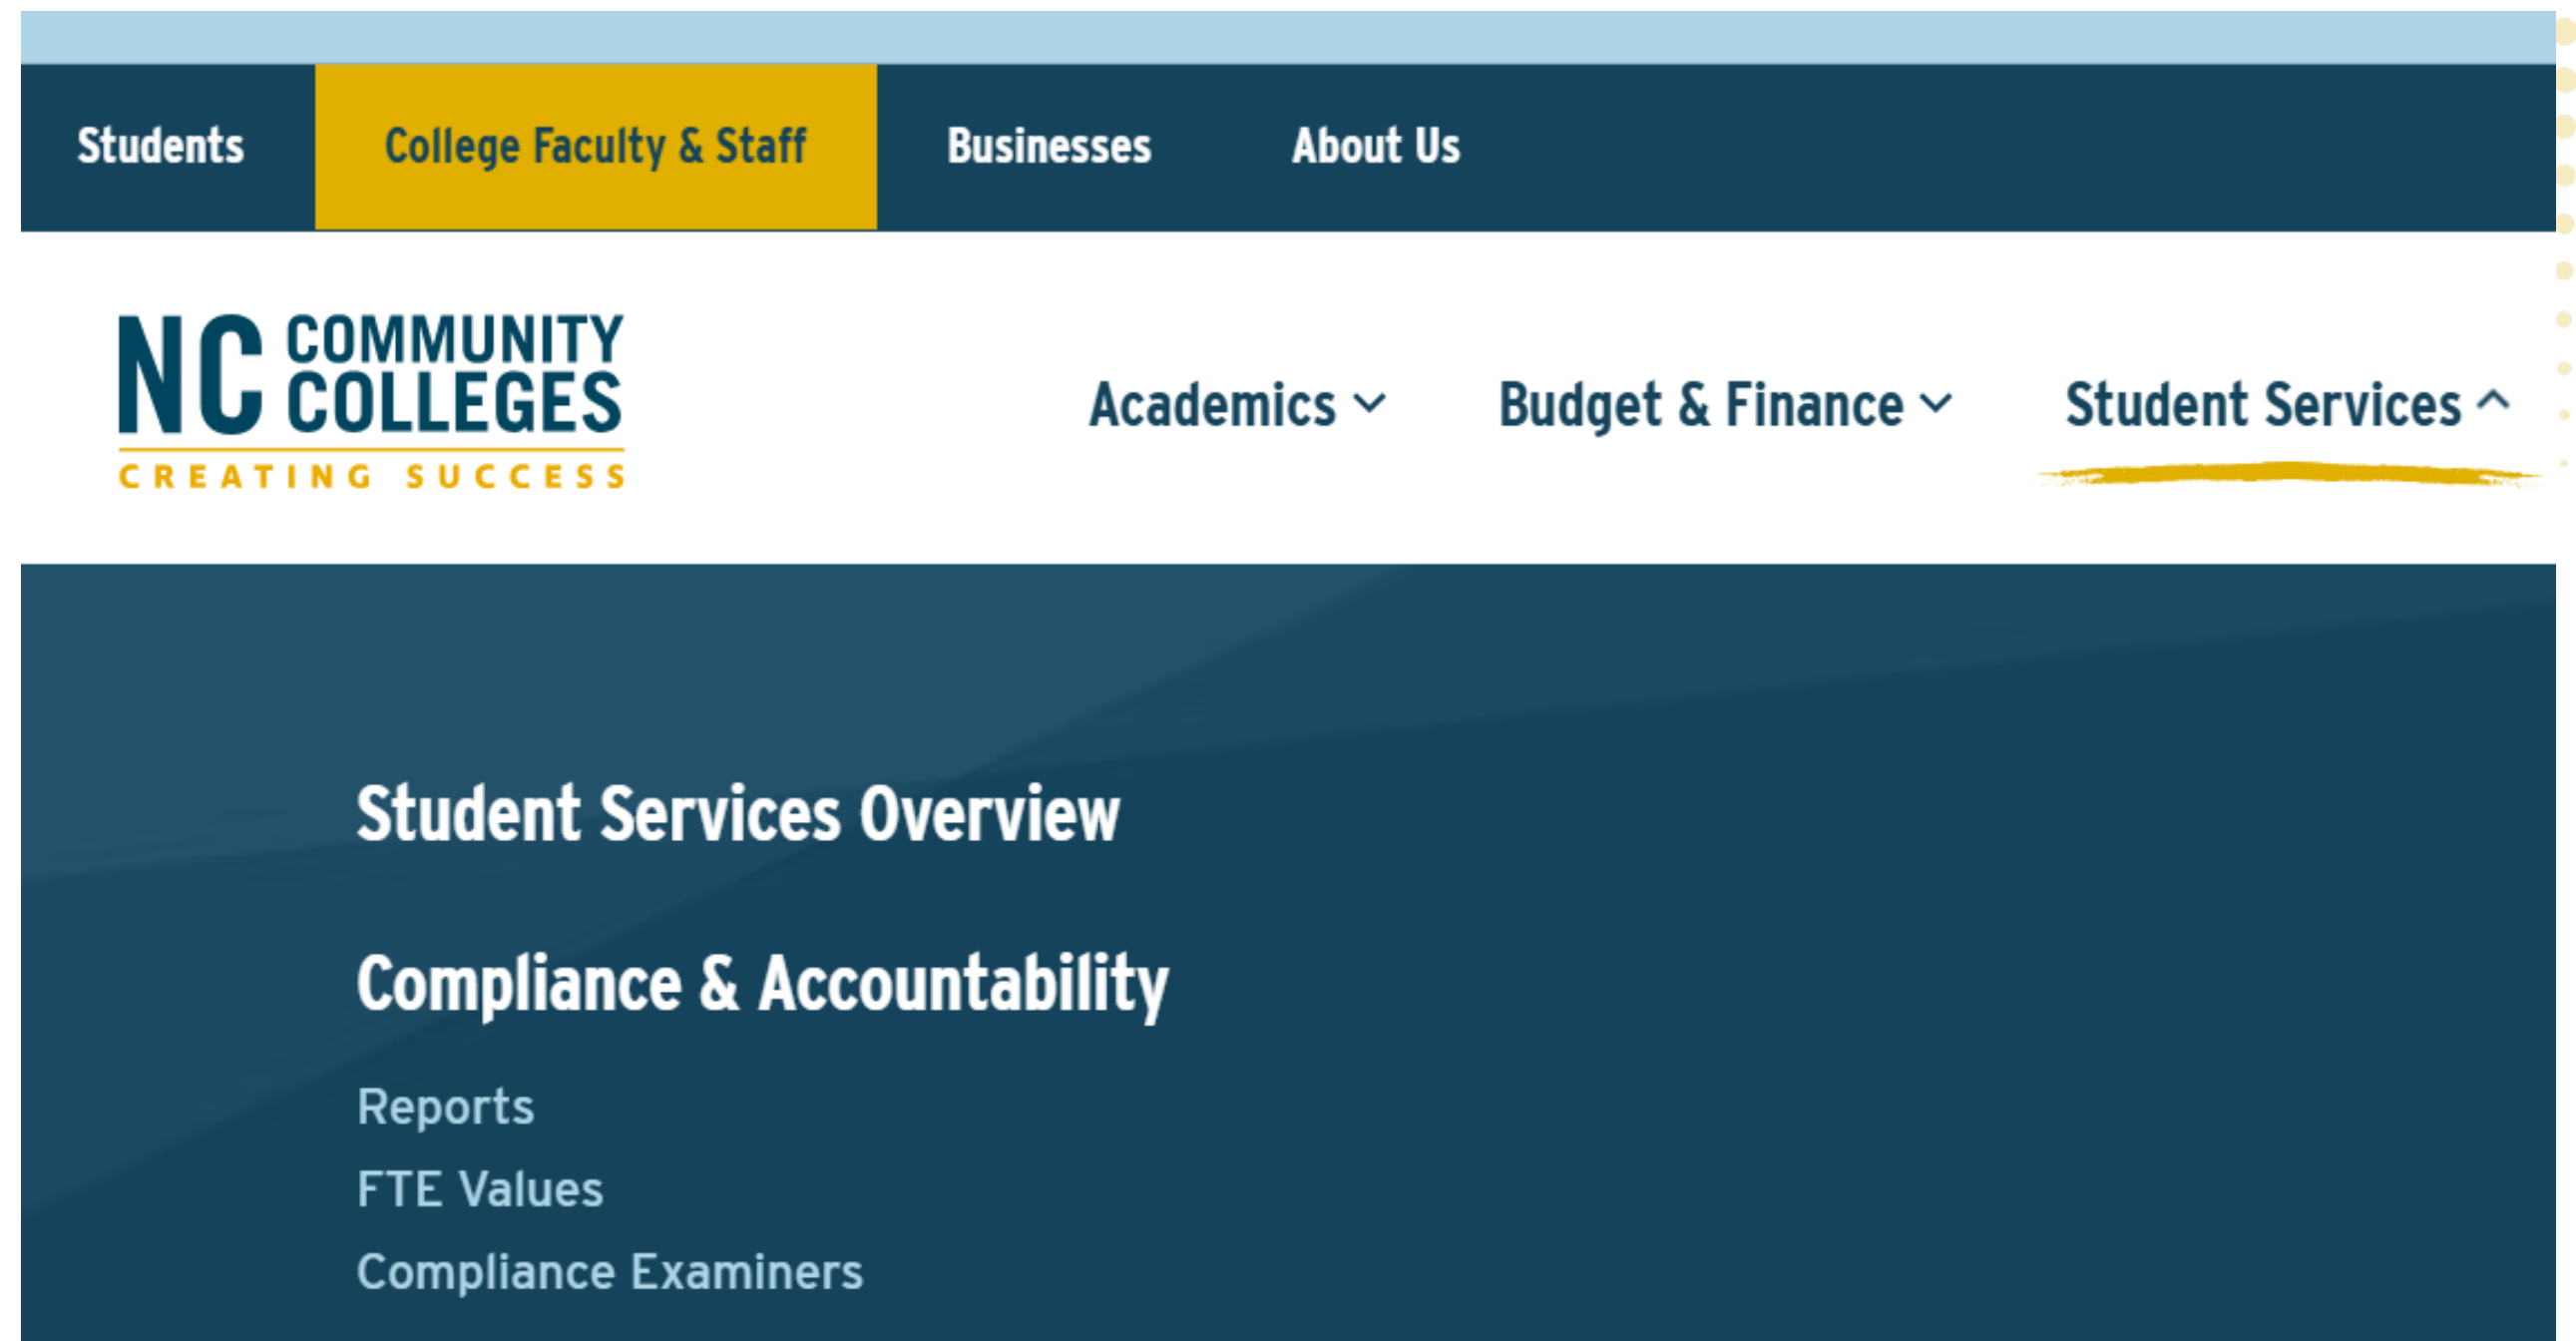 Students College Faculty & Staff Businesses About Us
NC COMMUNITY
COLLEGES
CREATING SUCCESS
Academics Budget & Finance Student Services
Student Services Overview
Compliance & Accountability
Reports
FTE Values
Compliance Examiners